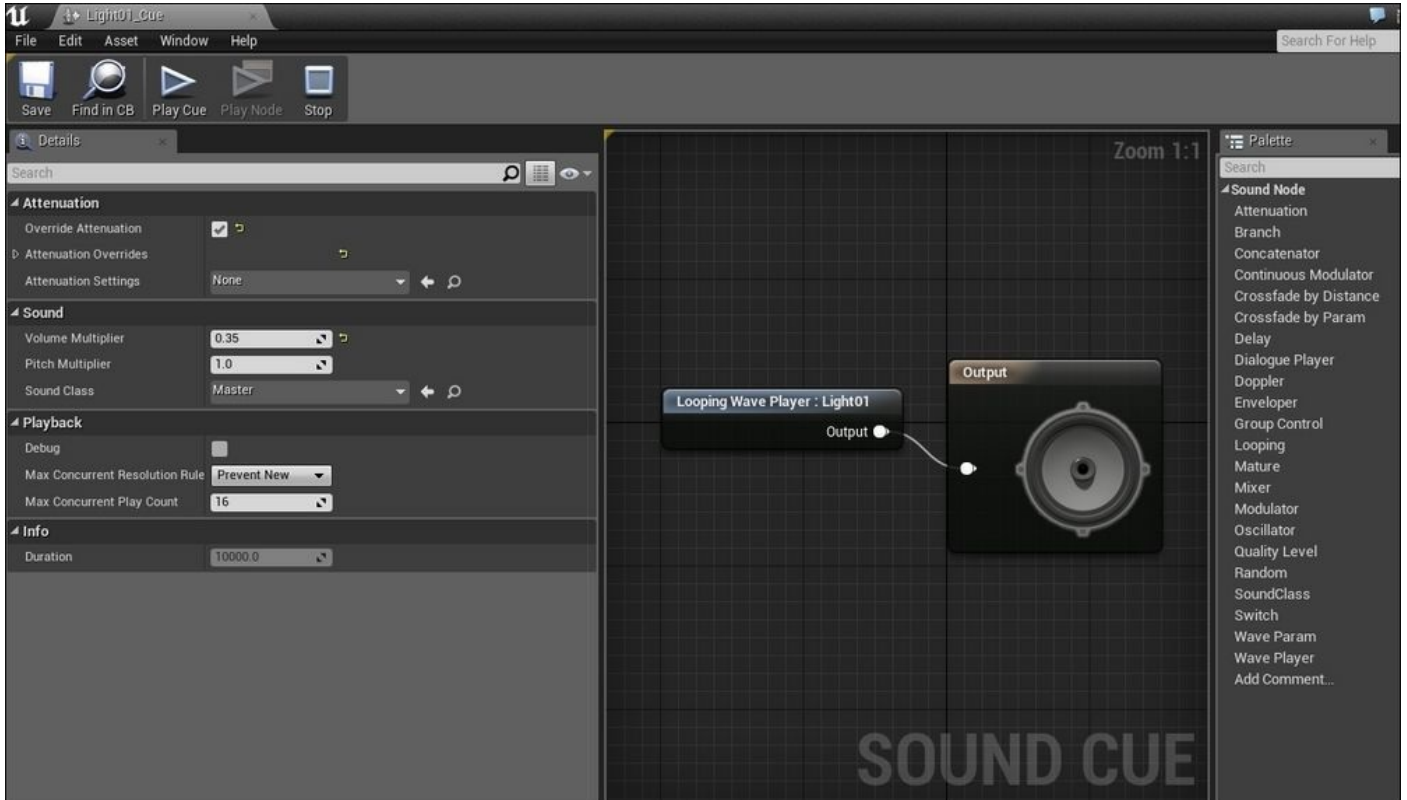 Light01_Cue
File Edit Asset Window Help
Search For Help
Save Find in CB Play Cue Play Node Stop
Details
Search
Attenuation
Override Attenuation
Attenuation Overrides
Attenuation Settings None
Sound
Volume Multiplier 0.35
Pitch Multiplier 1.0
Sound Class Master
Playback
Debug
Max Concurrent Resolution Rule Prevent New
Max Concurrent Play Count 16
Info
Duration 10000.0
Zoom 1:1
Looping Wave Player : Light01
Output
Output
SOUND CUE
Palette
Search
Sound Node
Attenuation
Branch
Concatenator
Continuous Modulator
Crossfade by Distance
Crossfade by Param
Delay
Dialogue Player
Doppler
Enveloper
Group Control
Looping
Mature
Mixer
Modulator
Oscillator
Quality Level
Random
SoundClass
Switch
Wave Param
Wave Player
Add Comment...